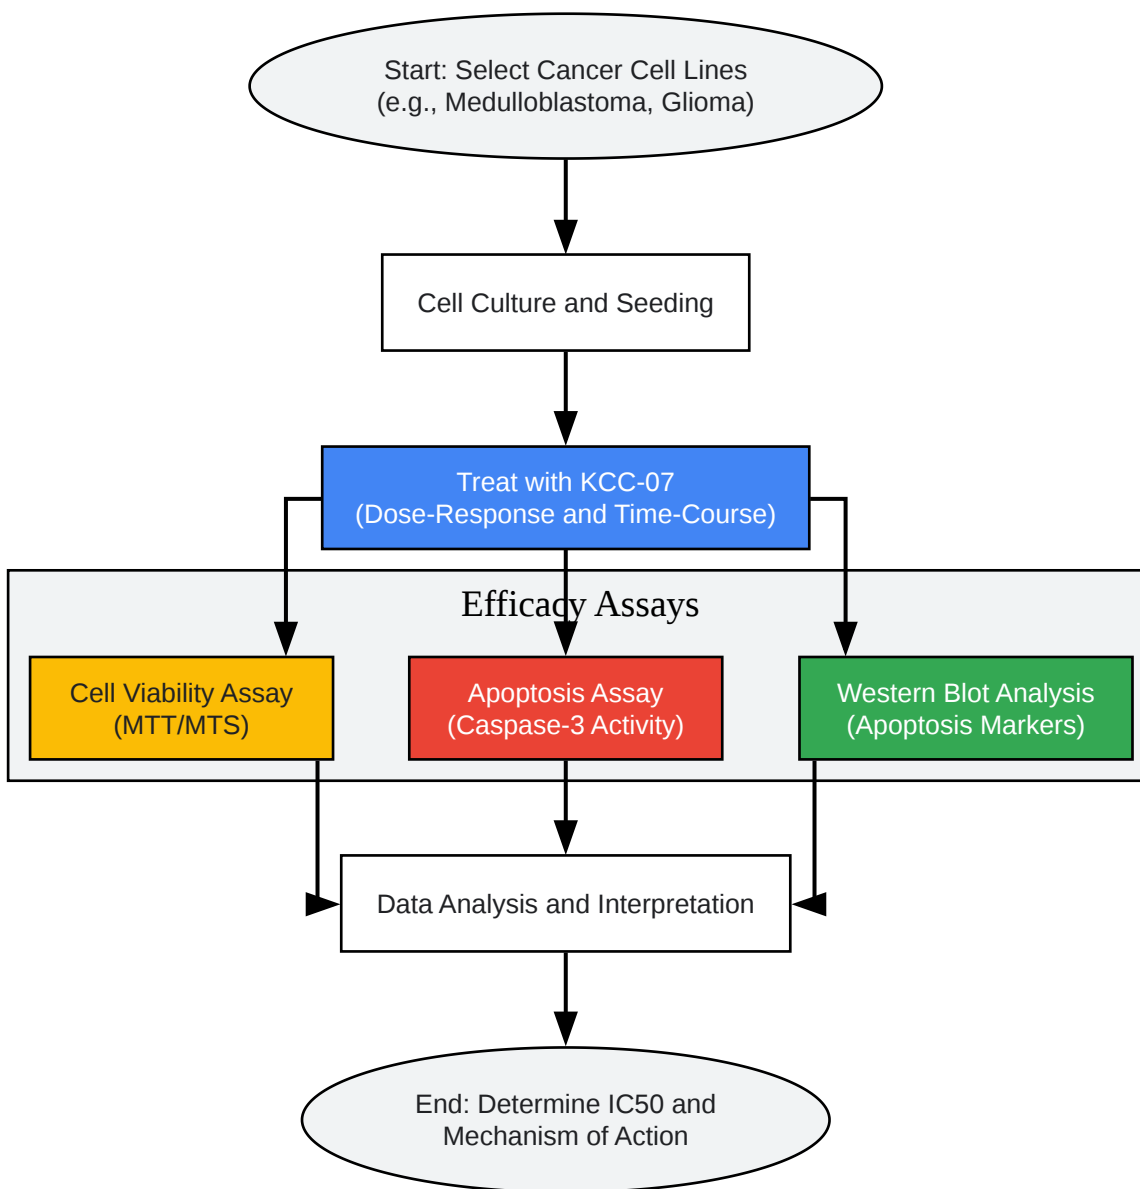 Start: Select Cancer Cell Lines
(e.g., Medulloblastoma, Glioma)
Cell Culture and Seeding
Treat with KCC-07
(Dose-Response and Time-Course)
Efficacy Assays
Cell Viability Assay
(MTT/MTS)
Apoptosis Assay
(Caspase-3 Activity)
Western Blot Analysis
(Apoptosis Markers)
Data Analysis and Interpretation
End: Determine IC50 and
Mechanism of Action